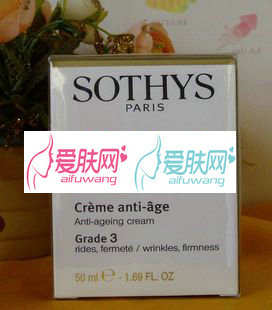 SOTHYS
PARIS
爱肤网 爱肤网
aifuwang aifuwang
Crème anti-âge
Anti-ageing cream
Grade 3
rides, fermeté / wrinkles, firmness
50 ml ℮ - 1.69 FL. OZ